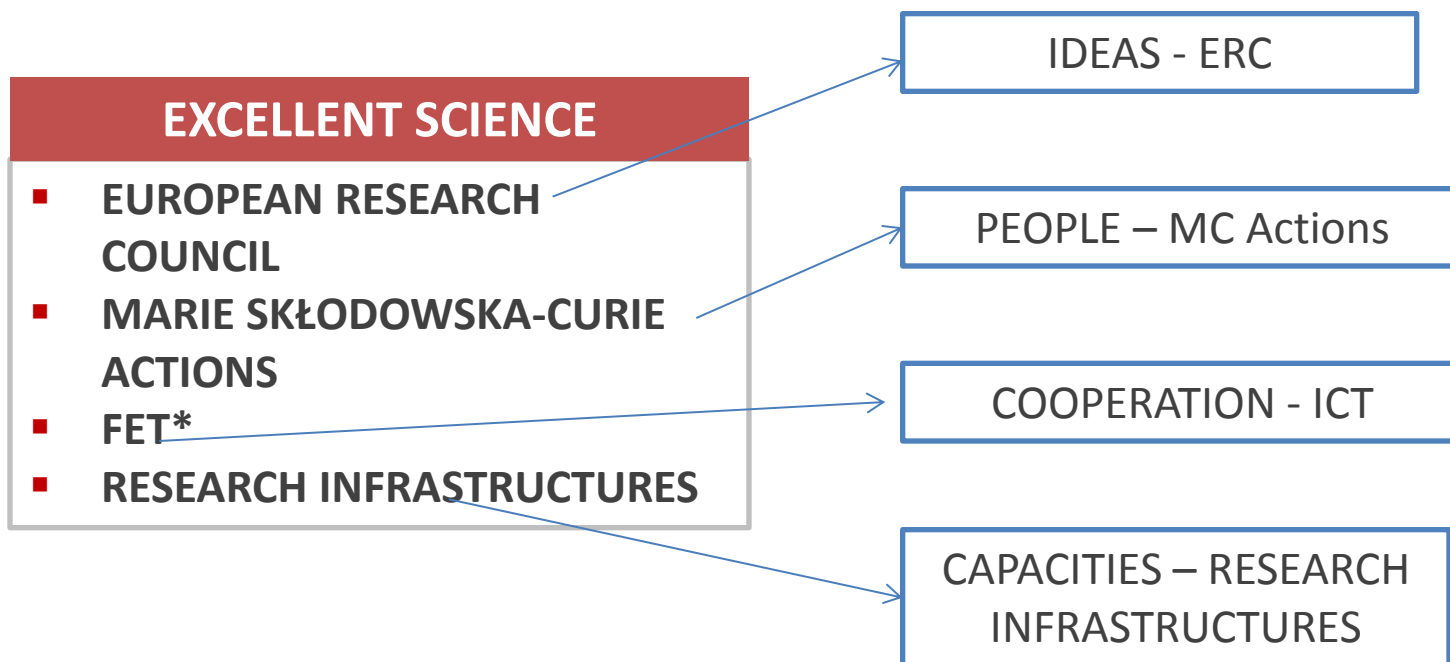 EXCELLENT SCIENCE
▪ EUROPEAN RESEARCH
COUNCIL
▪ MARIE SKŁODOWSKA-CURIE
ACTIONS
▪ FET*
▪ RESEARCH INFRASTRUCTURES
IDEAS - ERC
PEOPLE – MC Actions
COOPERATION - ICT
CAPACITIES – RESEARCH
INFRASTRUCTURES